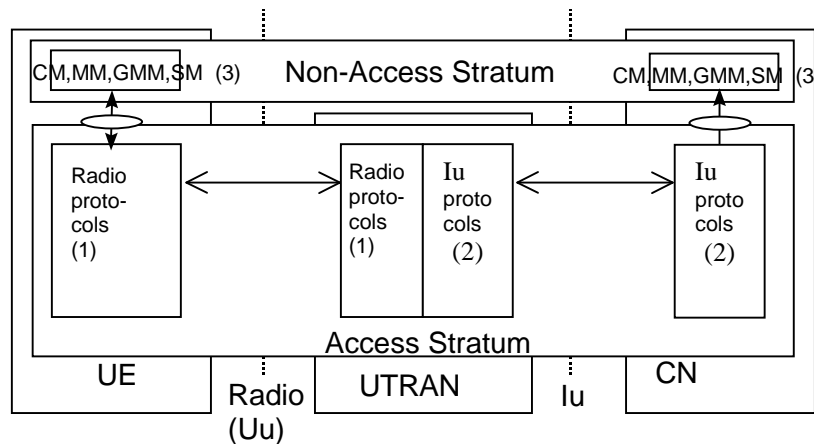 Non-Access Stratum
CM,MM,GMM,SM (3)
CM,MM,GMM,SM (3
Radio
proto-
cols
(1)
Radio
proto-
cols
(1)
Iu
proto
cols
(2)
Iu
proto
cols
(2)
Access Stratum
UE
Radio
(Uu)
UTRAN
Iu
CN